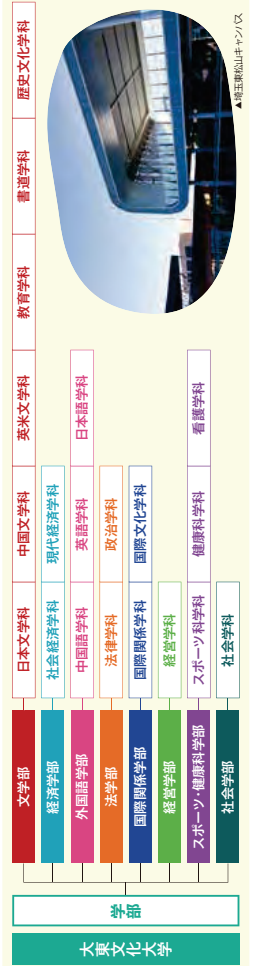 大東文化大学
学部
文学部 日本文学科 中国文学科 英米文学科 教育学科 書道学科 歴史文化学科
経済学部 社会経済学科 現代経済学科
外国語学部 中国語学科 英語学科 日本語学科
法学部 法律学科 政治学科
国際関係学部 国際関係学科 国際文化学科
経営学部 経営学科
スポーツ・健康科学部 スポーツ科学科 健康科学科 看護学科
社会学部 社会学科
▲埼玉東松山キャンパス